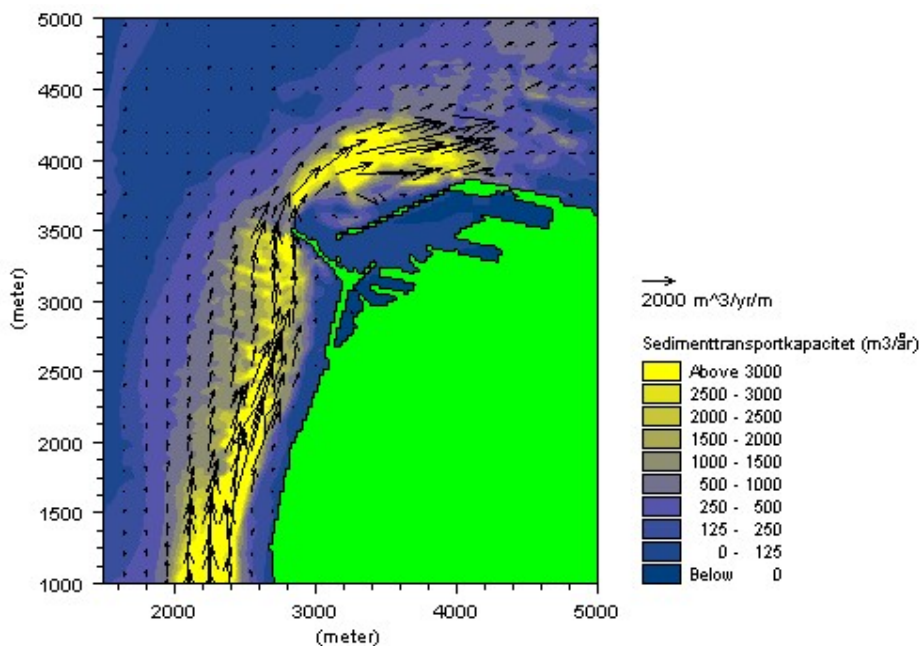 5000
4500
4000
3500
3000
2500
2000
1500
1000
(meter)
2000 3000 4000 5000
(meter)
2000 m^3/yr/m
Sedimenttransportkapacitet (m3/år)
Above 3000
2500 - 3000
2000 - 2500
1500 - 2000
1000 - 1500
500 - 1000
250 - 500
125 - 250
0 - 125
Below 0